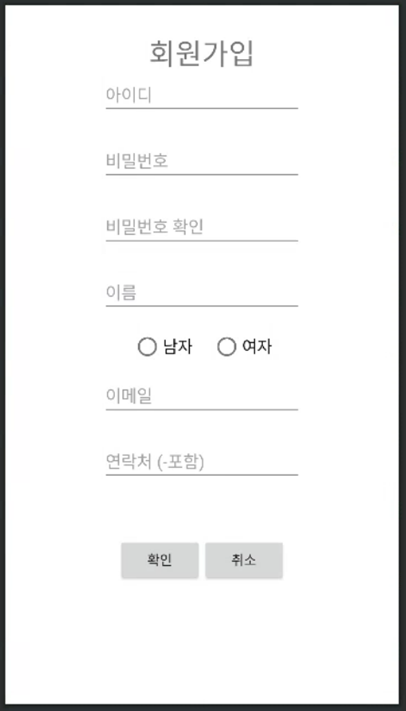 회원가입
아이디
비밀번호
비밀번호 확인
이름
남자 여자
이메일
연락처 (-포함)
확인 취소